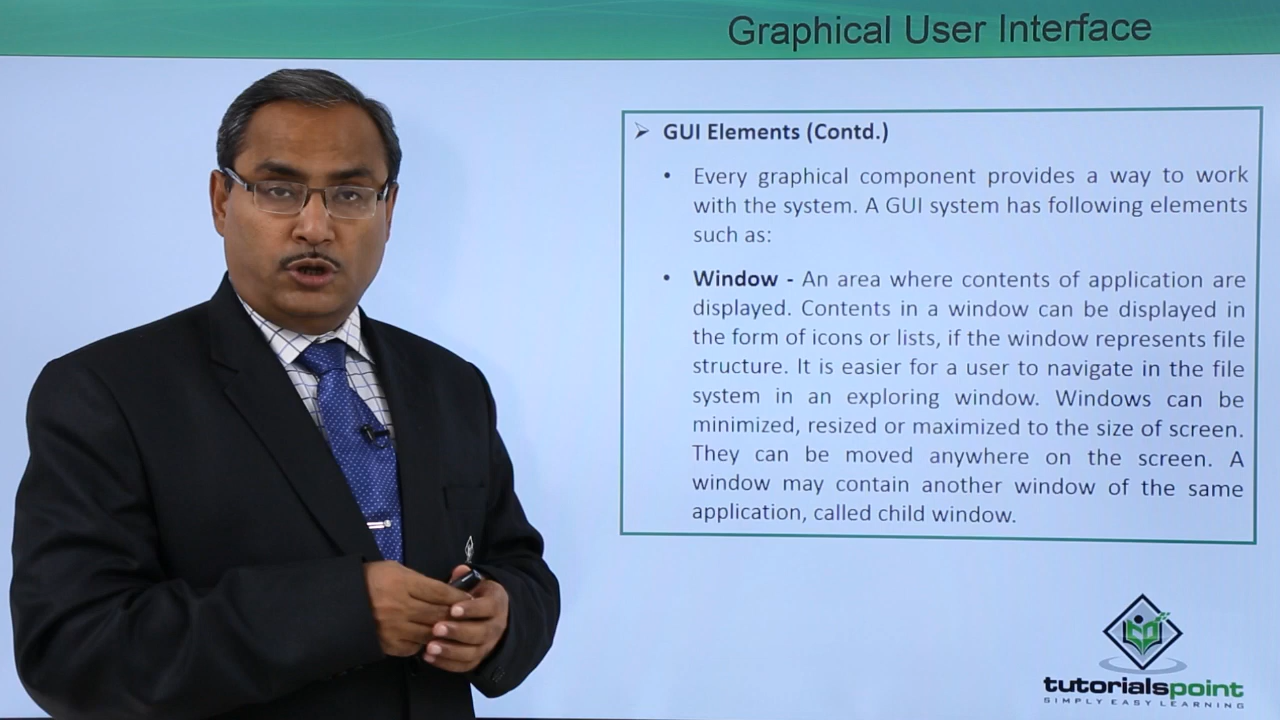 Graphical User Interface
➢ GUI Elements (Contd.)
• Every graphical component provides a way to work
with the system. A GUI system has following elements
such as:
• Window - An area where contents of application are
displayed. Contents in a window can be displayed in
the form of icons or lists, if the window represents file
structure. It is easier for a user to navigate in the file
system in an exploring window. Windows can be
minimized, resized or maximized to the size of screen.
They can be moved anywhere on the screen. A
window may contain another window of the same
application, called child window.
tutorialspoint
SIMPLY EASY LEARNING